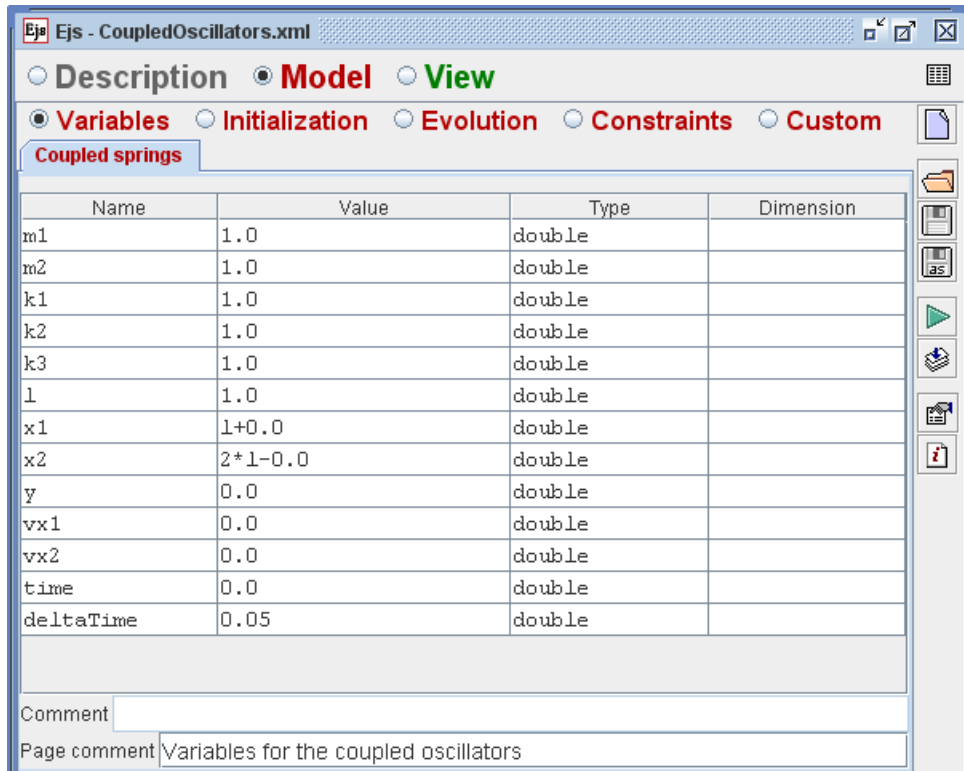 Ejs Ejs - CoupledOscillators.xml
Description Model View
Variables Initialization Evolution Constraints Custom
Coupled springs
Name Value Type Dimension
m1 1.0 double
m2 1.0 double
k1 1.0 double
k2 1.0 double
k3 1.0 double
l 1.0 double
x1 l+0.0 double
x2 2*l-0.0 double
y 0.0 double
vx1 0.0 double
vx2 0.0 double
time 0.0 double
deltaTime 0.05 double
as
i
Comment
Page comment Variables for the coupled oscillators